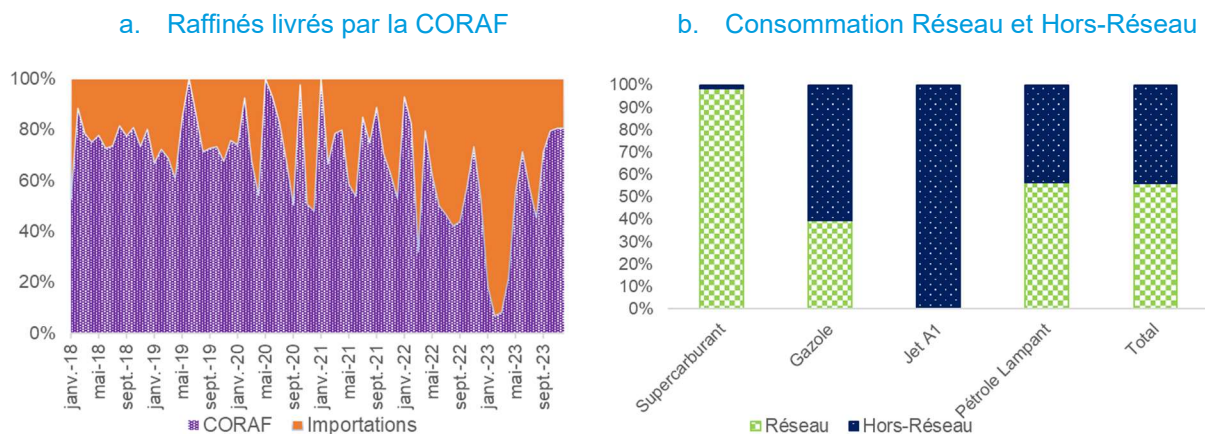 a. Raffinés livrés par la CORAF
100%
80%
60%
40%
20%
0%
janv.-18
mai-18
sept.-18
janv.-19
mai-19
sept.-19
janv.-20
mai-20
sept.-20
janv.-21
mai-21
sept.-21
janv.-22
mai-22
sept.-22
janv.-23
mai-23
sept.-23
CORAF Importations
b. Consommation Réseau et Hors-Réseau
100%
90%
80%
70%
60%
50%
40%
30%
20%
10%
0%
Supercarburant
Gazole
Jet A1
Pétrole Lampant
Total
Réseau Hors-Réseau